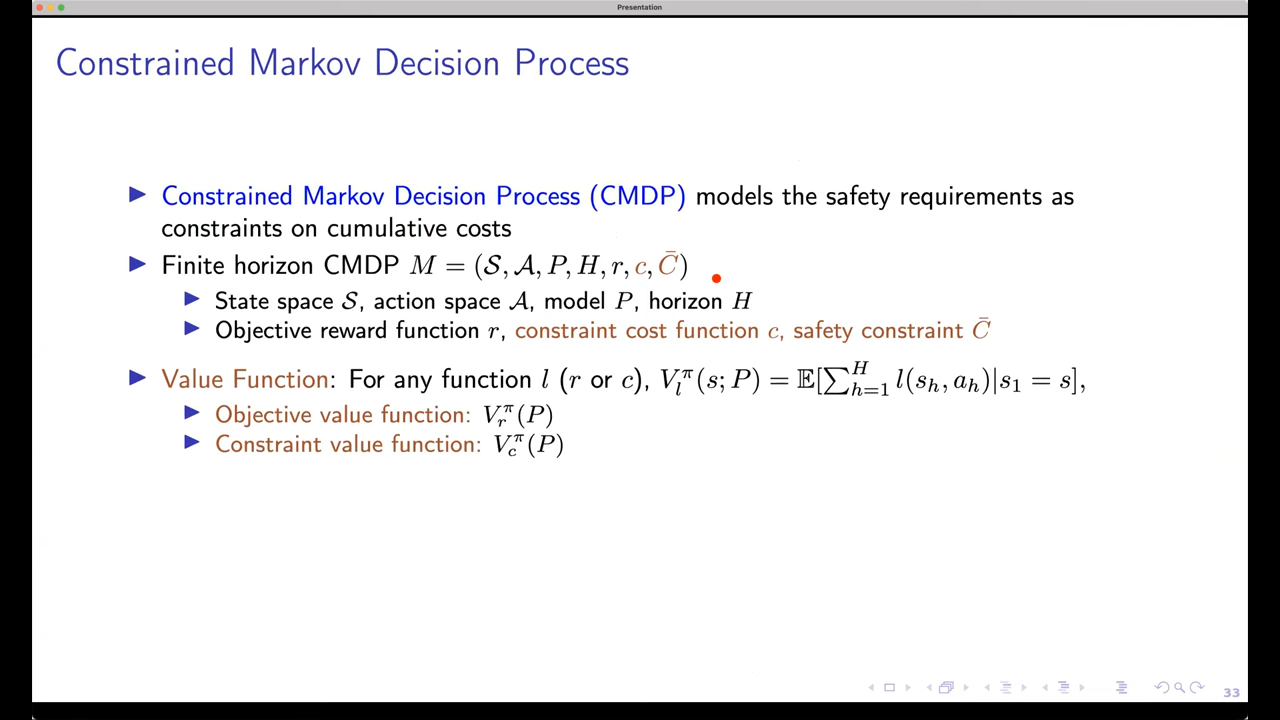 Presentation
Constrained Markov Decision Process
▶ Constrained Markov Decision Process (CMDP) models the safety requirements as
constraints on cumulative costs
▶ Finite horizon CMDP M = (𝒮, 𝒜, P, H, r, c, C̄)
▶ State space 𝒮, action space 𝒜, model P, horizon H
▶ Objective reward function r, constraint cost function c, safety constraint C̄
▶ Value Function: For any function l (r or c), V_l^π(s; P) = 𝔼[∑_{h=1}^H l(s_h, a_h)|s_1 = s],
▶ Objective value function: V_r^π(P)
▶ Constraint value function: V_c^π(P)
33